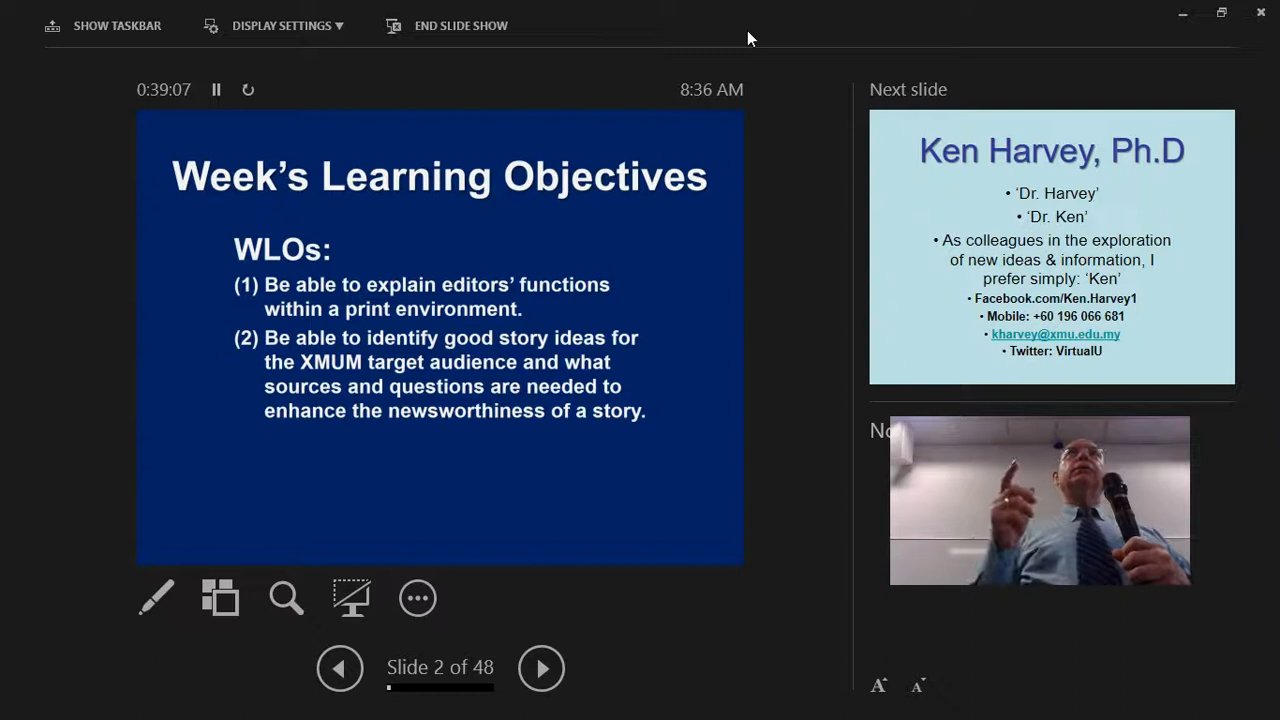 SHOW TASKBAR DISPLAY SETTINGS ▼ END SLIDE SHOW
0:39:07 8:36 AM
Week’s Learning Objectives
WLOs:
(1) Be able to explain editors’ functions
within a print environment.
(2) Be able to identify good story ideas for
the XMUM target audience and what
sources and questions are needed to
enhance the newsworthiness of a story.
Slide 2 of 48
Next slide
Ken Harvey, Ph.D
• ‘Dr. Harvey’
• ‘Dr. Ken’
• As colleagues in the exploration
of new ideas & information, I
prefer simply: ‘Ken’
• Facebook.com/Ken.Harvey1
• Mobile: +60 196 066 681
• kharvey@xmu.edu.my
• Twitter: VirtualU
A A